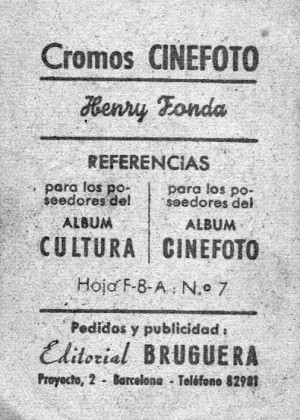 Cromos CINEFOTO
Henry Fonda
REFERENCIAS
para los po-
seedores del
ALBUM
CULTURA
para los po-
seedores del
ALBUM
CINEFOTO
Hoja F-8-A : N.º 7
Pedidos y publicidad :
Editorial BRUGUERA
Proyecto, 2 - Barcelona - Teléfono 82981